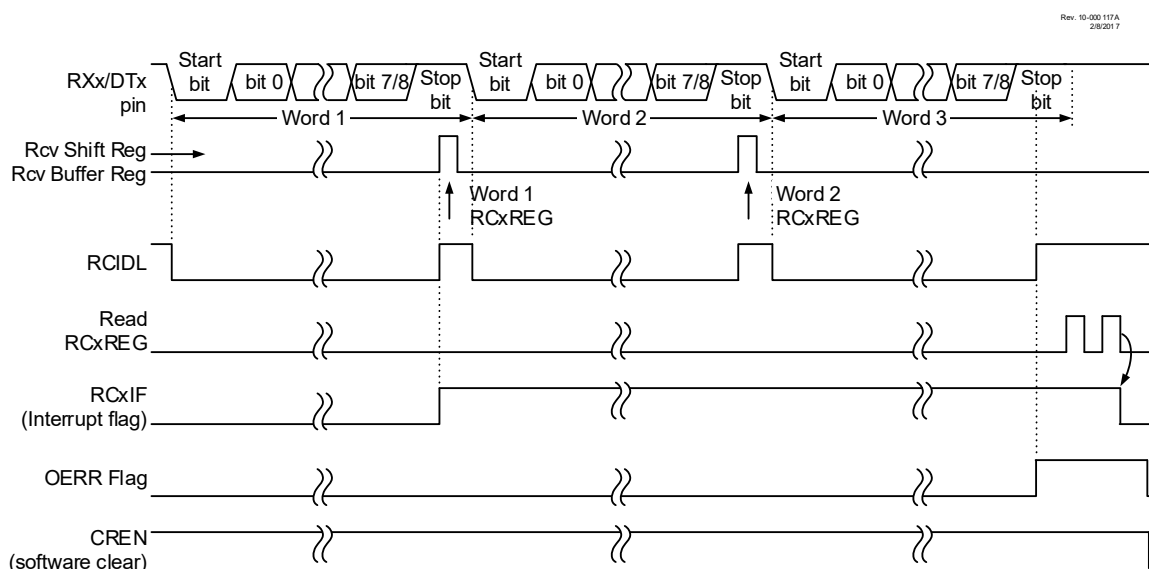 Rev. 10-000 117A
2/8/201 7
Start bit
bit 0
bit 7/8
Stop bit
Start bit
bit 0
bit 7/8
Stop bit
Start bit
bit 0
bit 7/8
Stop bit
RXx/DTx
pin
Word 1
Word 2
Word 3
Rcv Shift Reg
Rcv Buffer Reg
Word 1
RCxREG
Word 2
RCxREG
RCIDL
Read
RCxREG
RCxIF
(Interrupt flag)
OERR Flag
CREN
(software clear)